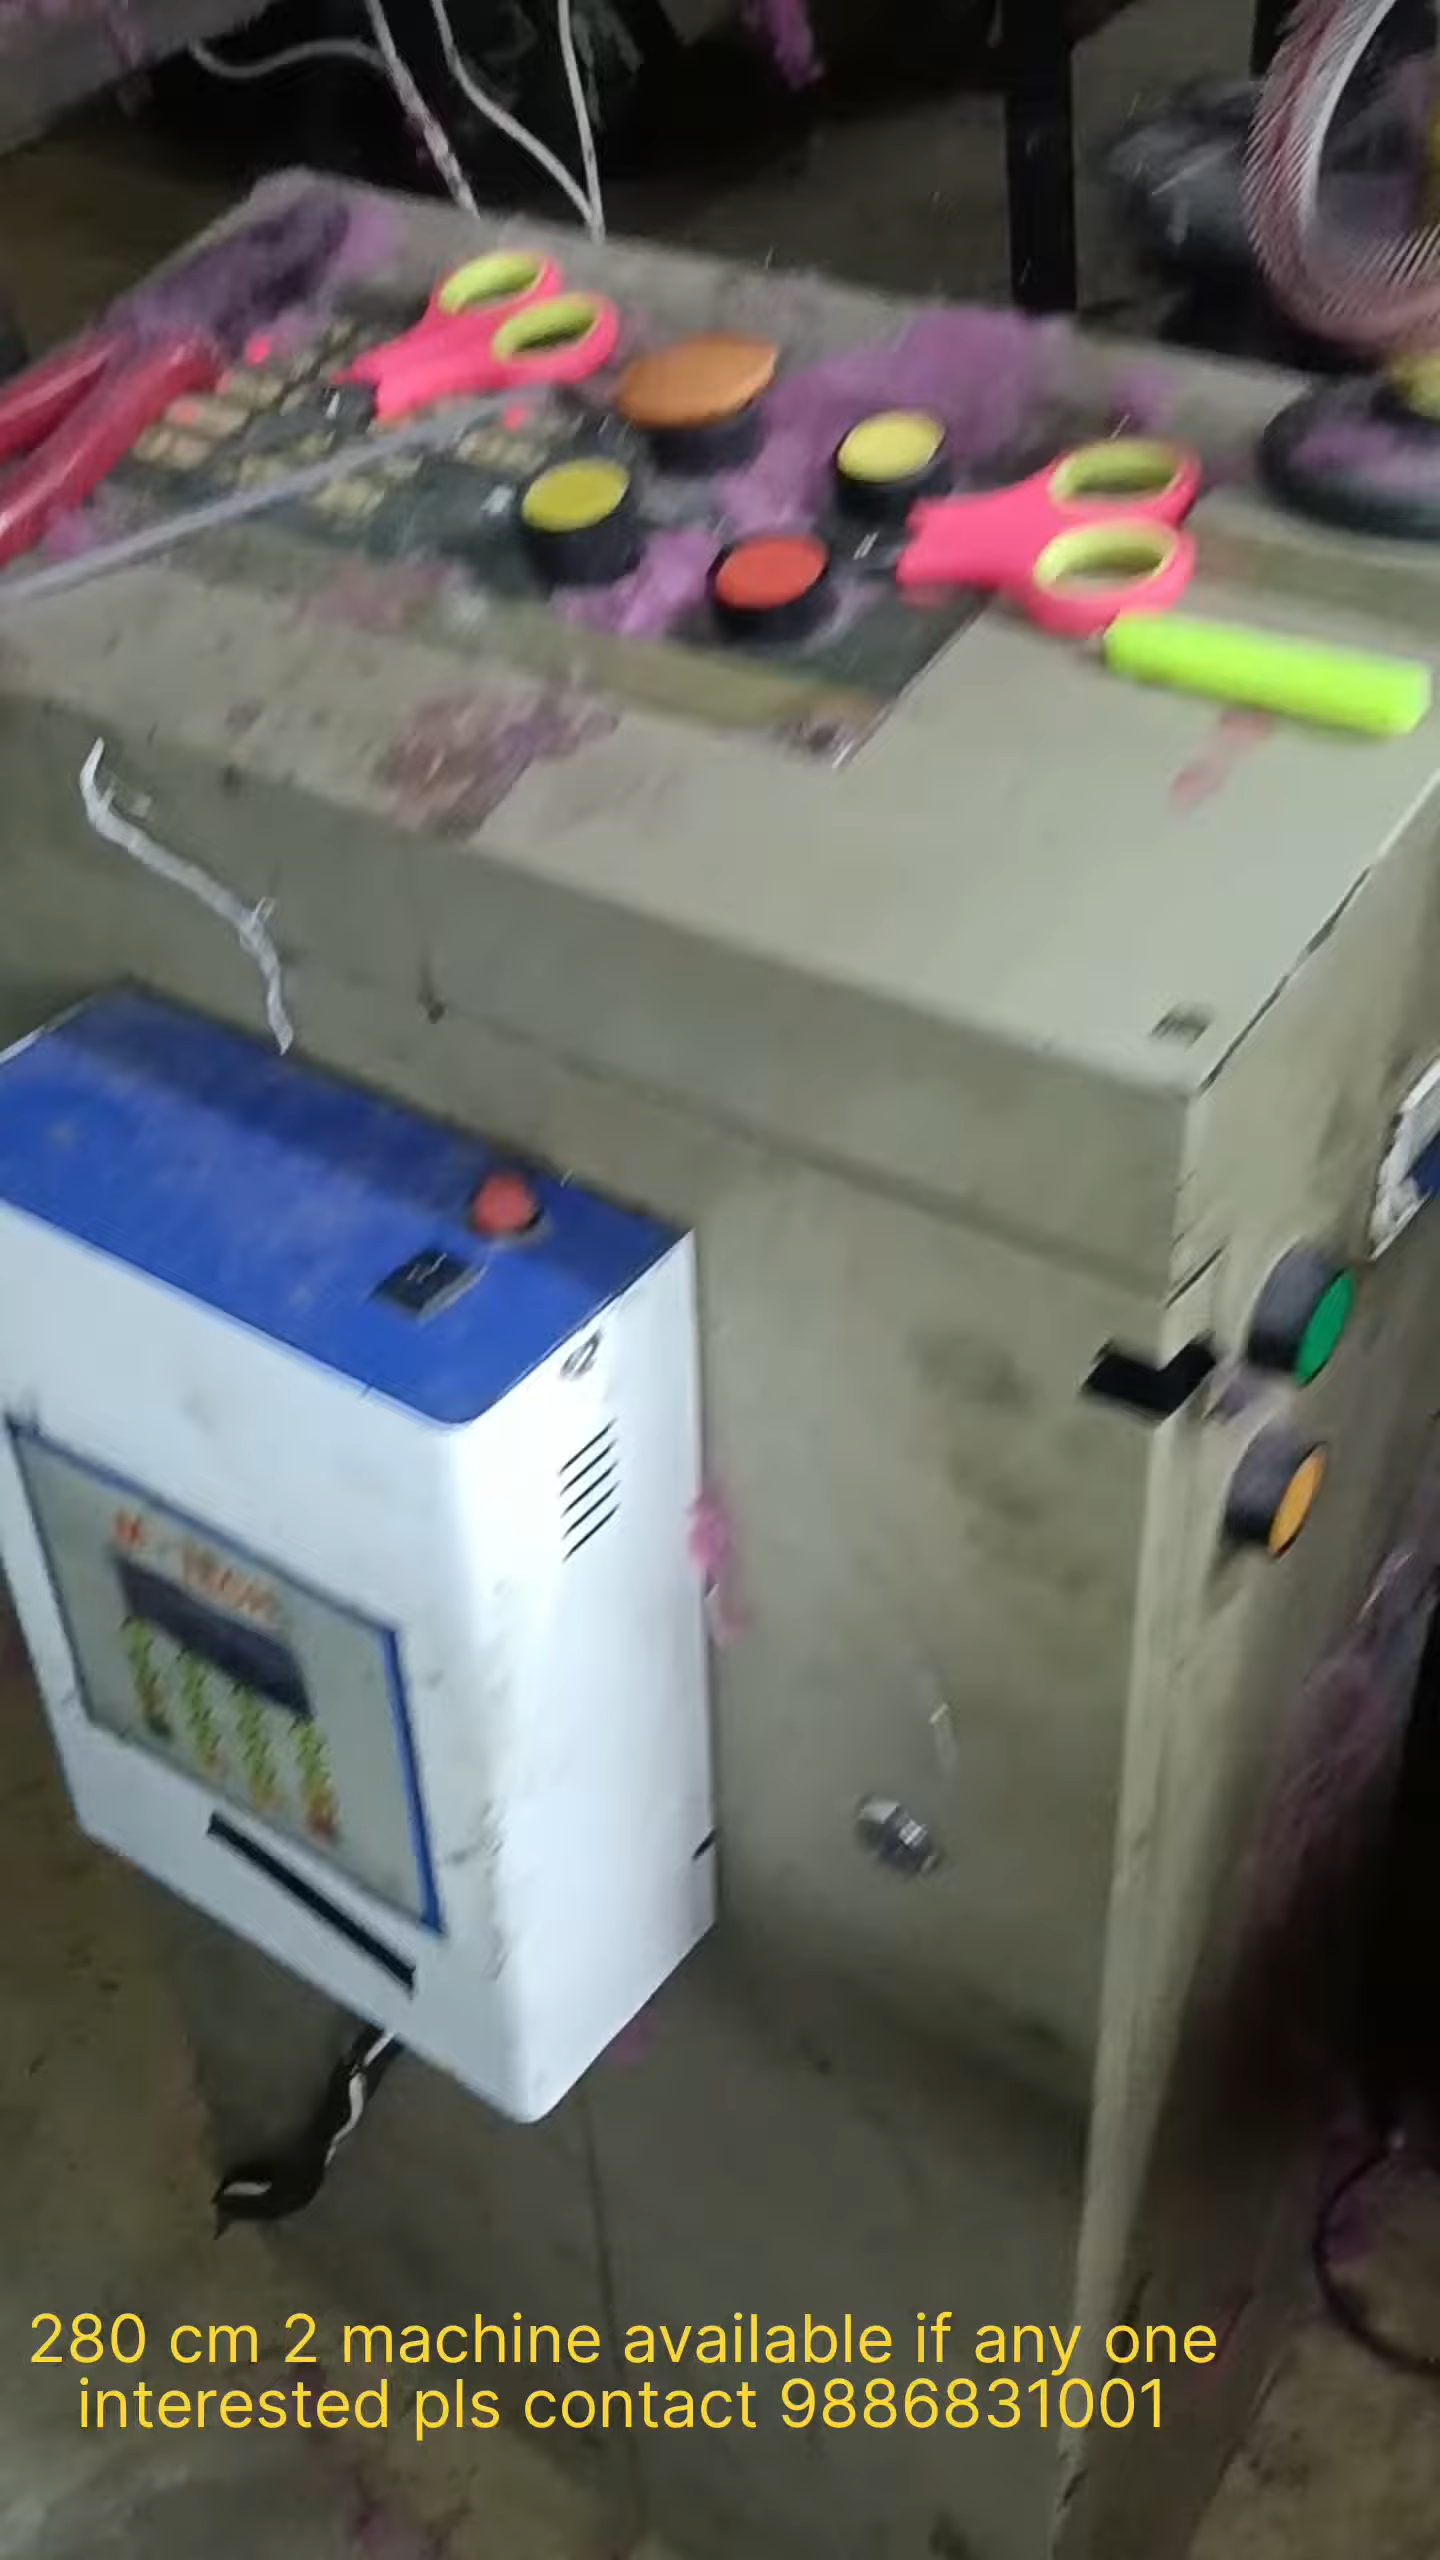 280 cm 2 machine available if any one
interested pls contact 9886831001